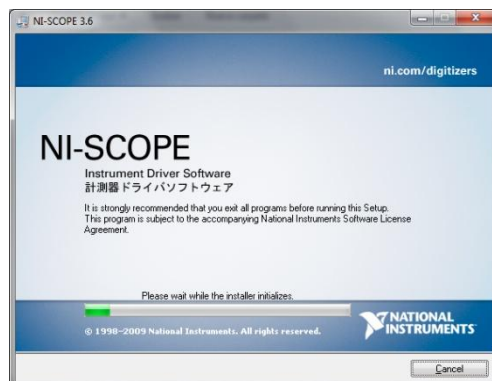 NI-SCOPE 3.6
ni.com/digitizers
NI-SCOPE
Instrument Driver Software
計測器ドライバソフトウェア
It is strongly recommended that you exit all programs before running this Setup.
This program is subject to the accompanying National Instruments Software License
Agreement.
Please wait while the installer initializes.
© 1998–2009 National Instruments. All rights reserved.
NATIONAL
INSTRUMENTS
Cancel